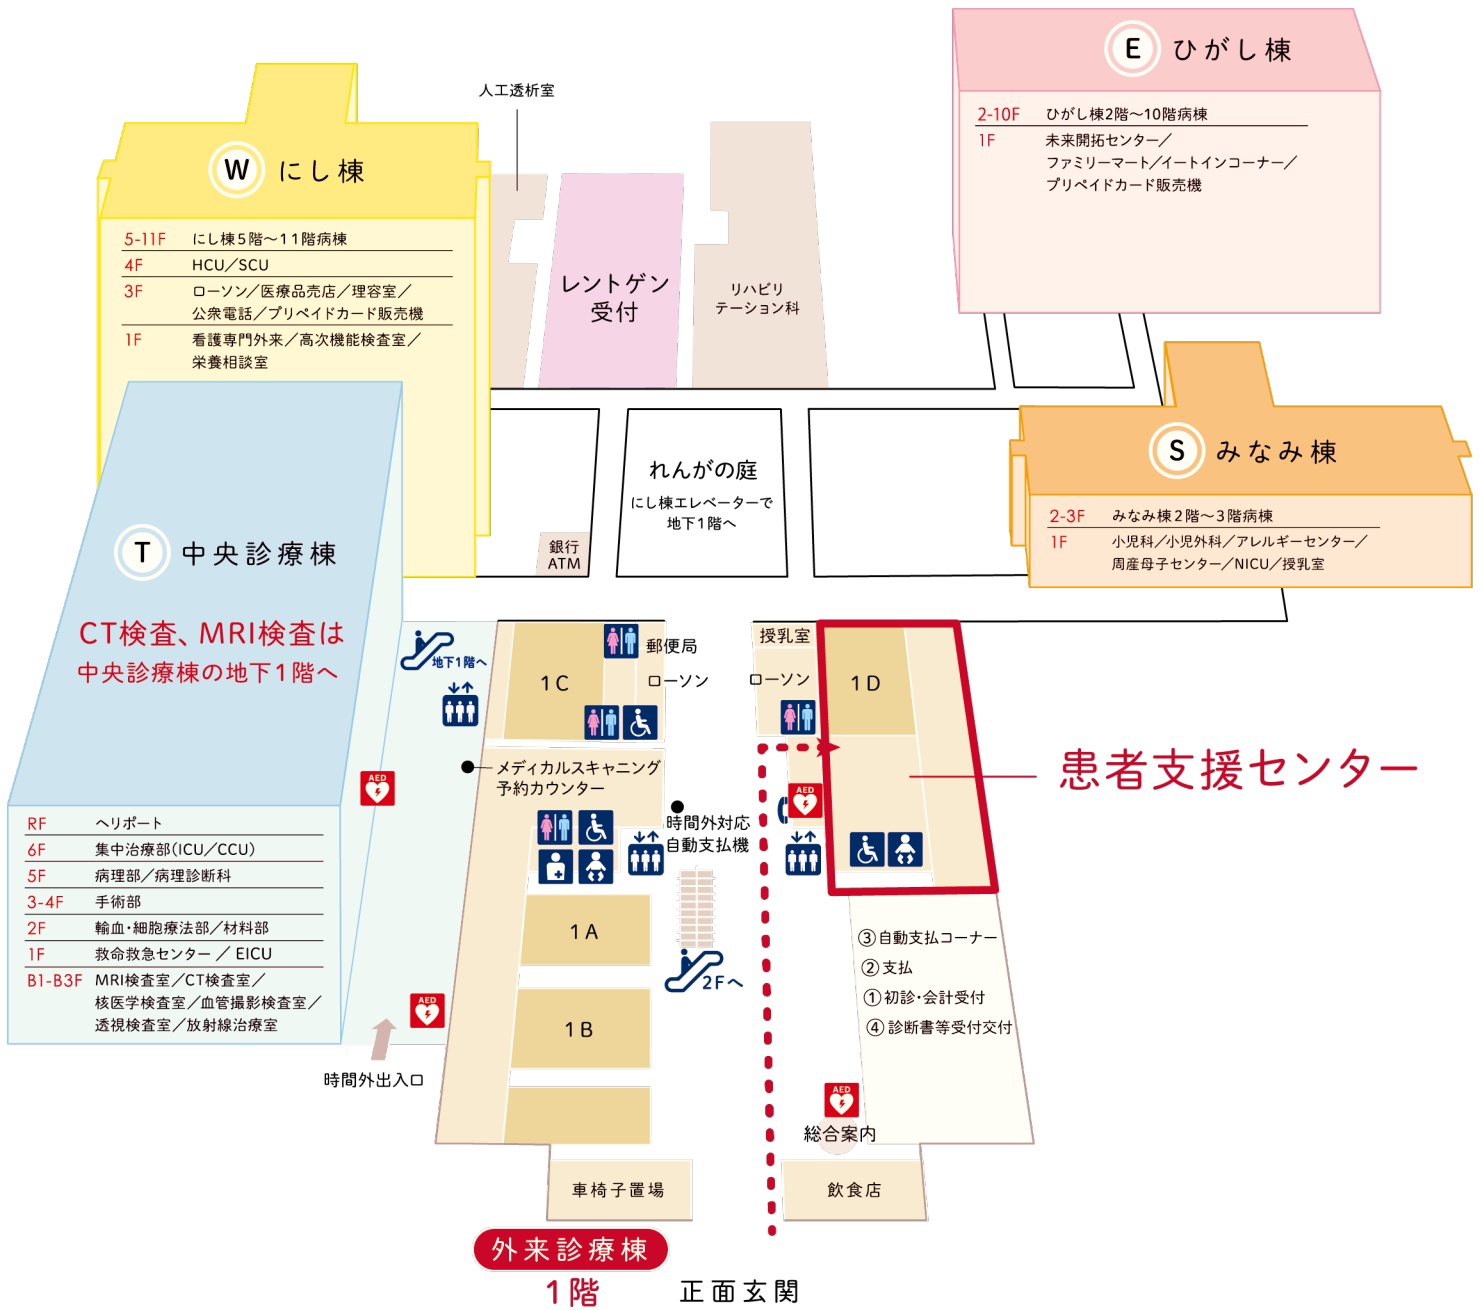 E ひがし棟
2-10F ひがし棟2階〜10階病棟
1F 未来開拓センター／
ファミリーマート／イートインコーナー／
プリペイドカード販売機
人工透析室
W にし棟
5-11F にし棟5階〜11階病棟
4F HCU／SCU
3F ローソン／医療品売店／理容室／
公衆電話／プリペイドカード販売機
1F 看護専門外来／高次機能検査室／
栄養相談室
レントゲン
受付
リハビリ
テーション科
S みなみ棟
2-3F みなみ棟2階〜3階病棟
1F 小児科／小児外科／アレルギーセンター／
周産母子センター／NICU／授乳室
れんがの庭
にし棟エレベーターで
地下1階へ
銀行
ATM
T 中央診療棟
CT検査、MRI検査は
中央診療棟の地下1階へ
RF ヘリポート
6F 集中治療部(ICU／CCU)
5F 病理部／病理診断科
3-4F 手術部
2F 輸血・細胞療法部／材料部
1F 救命救急センター ／ EICU
B1-B3F MRI検査室／CT検査室／
核医学検査室／血管撮影検査室／
透視検査室／放射線治療室
地下1階へ
1C
郵便局
ローソン
授乳室
ローソン
1D
患者支援センター
メディカルスキャニング
予約カウンター
AED
AED
時間外対応
自動支払機
1A
2Fへ
1B
③自動支払コーナー
②支払
①初診・会計受付
④診断書等受付交付
AED
時間外出入口
AED
総合案内
車椅子置場
飲食店
外来診療棟
1階
正面玄関